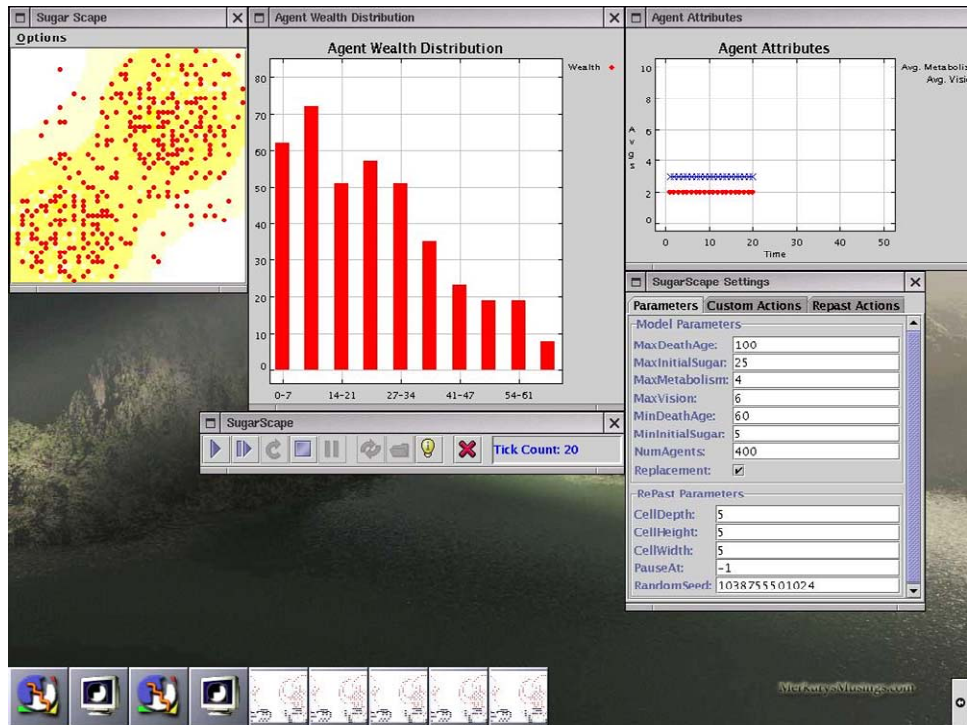 Sugar Scape
Options
Agent Wealth Distribution
Agent Wealth Distribution
Wealth
80
70
60
50
40
30
20
10
0
0-7
14-21
27-34
41-47
54-61
Agent Attributes
Agent Attributes
Avg. Metabolis
Avg. Visi
10
8
6
4
2
0
Avgs
0
10
20
30
40
50
Time
SugarScape
Tick Count: 20
SugarScape Settings
Parameters Custom Actions Repast Actions
Model Parameters
MaxDeathAge: 100
MaxInitialSugar: 25
MaxMetabolism: 4
MaxVision: 6
MinDeathAge: 60
MinInitialSugar: 5
NumAgents: 400
Replacement:
RePast Parameters
CellDepth: 5
CellHeight: 5
CellWidth: 5
PauseAt: -1
RandomSeed: 1038755501024
MerkurysMusings.com